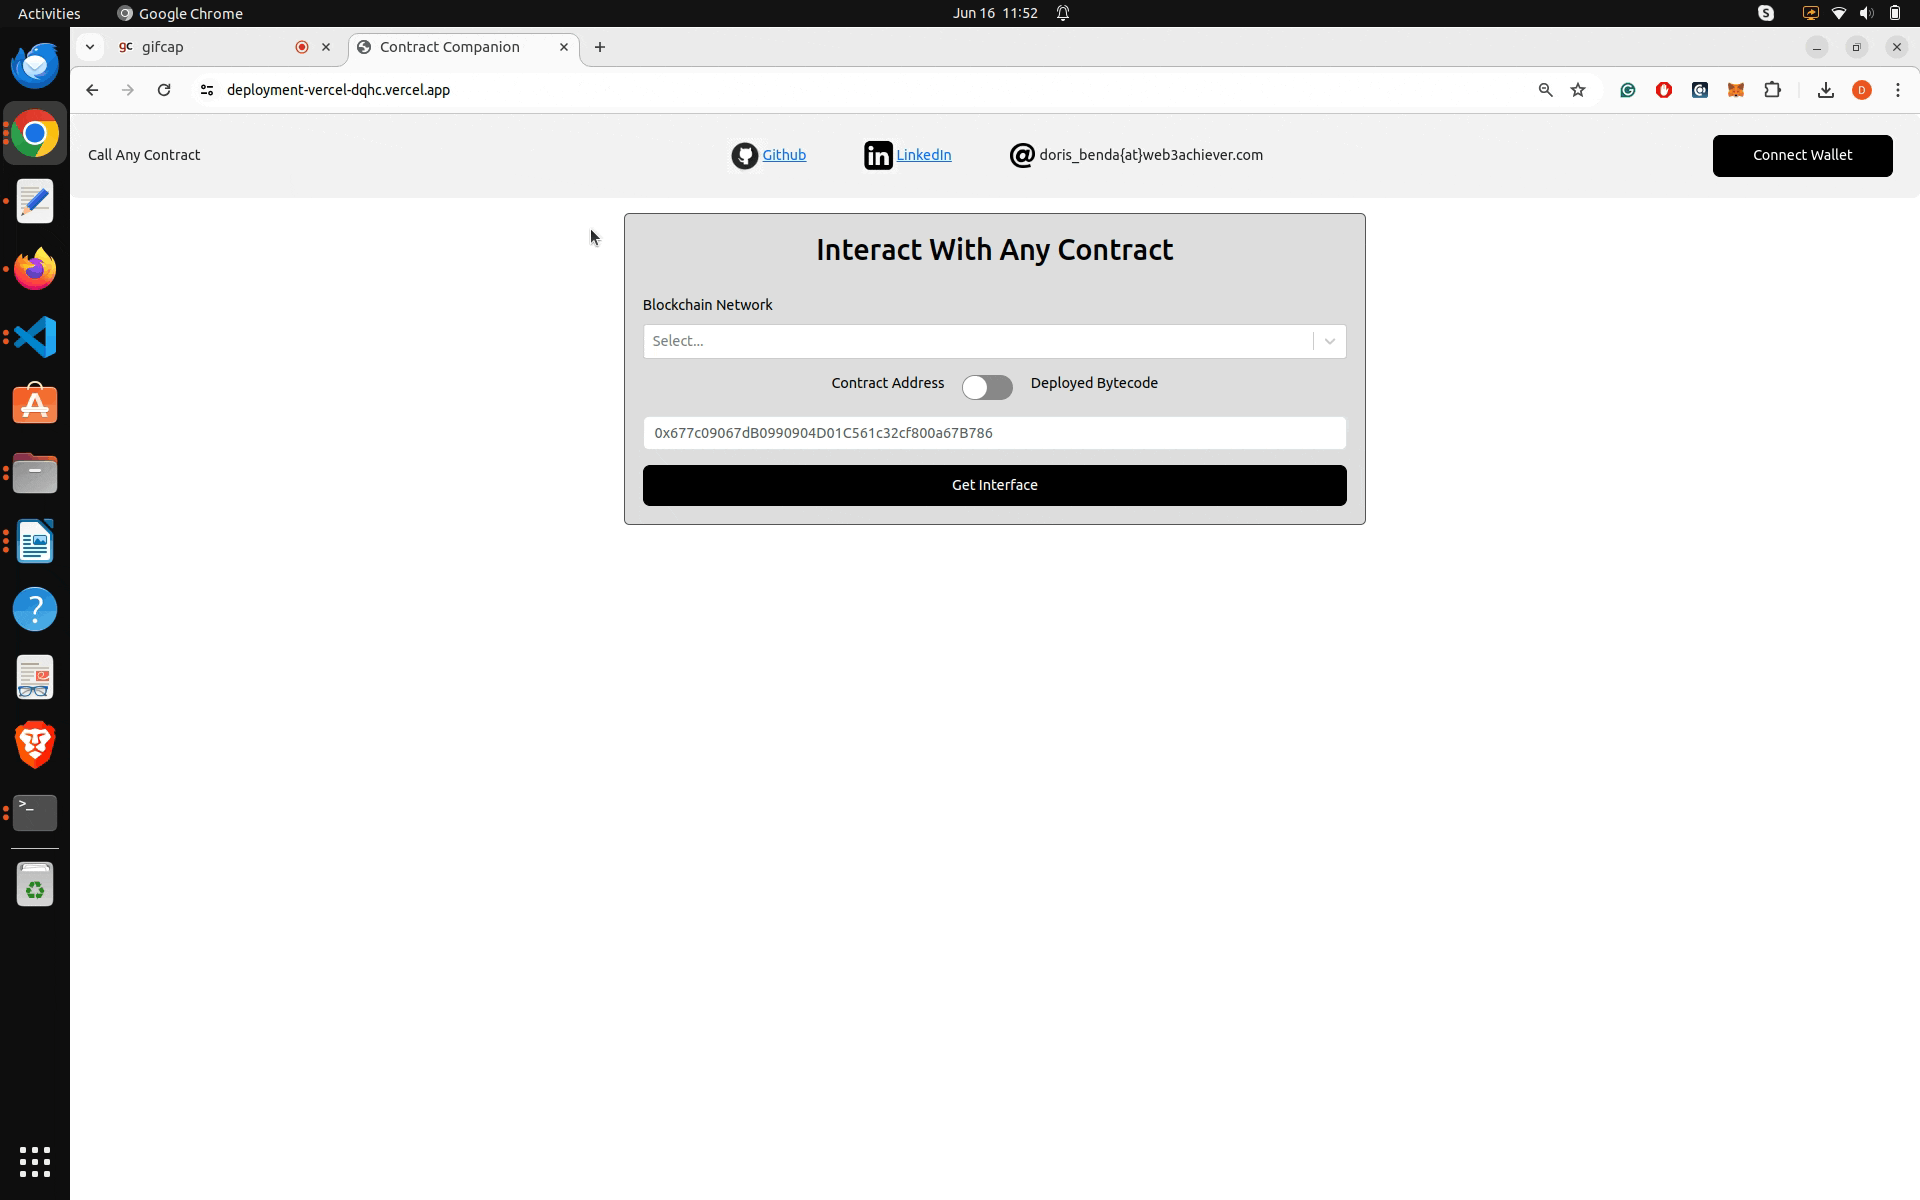 Activities
Google Chrome
Jun 16 11:52
gc gifcap
Contract Companion
deployment-vercel-dqhc.vercel.app
D
Call Any Contract
Github
in LinkedIn
@ doris_benda{at}web3achiever.com
Connect Wallet
Interact With Any Contract
Blockchain Network
Select...
Contract Address
Deployed Bytecode
0x677c09067dB0990904D01C561c32cf800a67B786
Get Interface